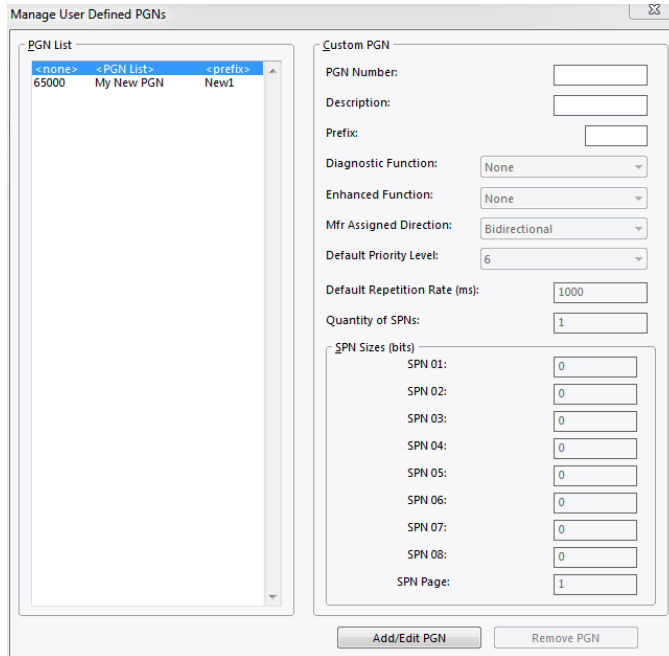 Manage User Defined PGNs
PGN List
<none> <PGN List> <prefix>
65000 My New PGN New1
Custom PGN
PGN Number:
Description:
Prefix:
Diagnostic Function: None
Enhanced Function: None
Mfr Assigned Direction: Bidirectional
Default Priority Level: 6
Default Repetition Rate (ms): 1000
Quantity of SPNs: 1
SPN Sizes (bits)
SPN 01: 0
SPN 02: 0
SPN 03: 0
SPN 04: 0
SPN 05: 0
SPN 06: 0
SPN 07: 0
SPN 08: 0
SPN Page: 1
Add/Edit PGN Remove PGN